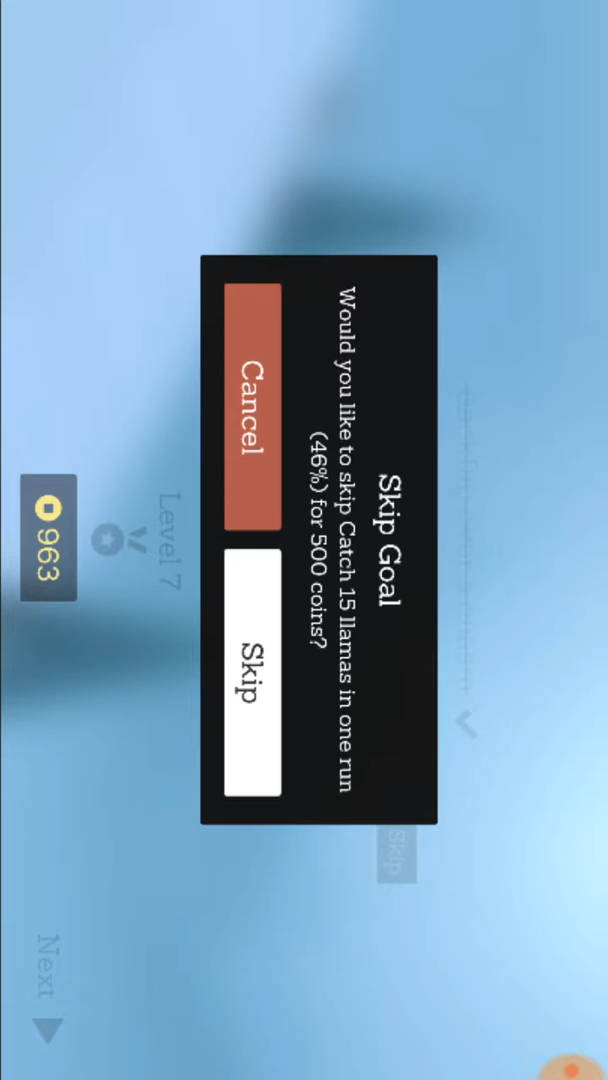 Skip Goal
Would you like to skip Catch 15 llamas in one run
(46%) for 500 coins?
Cancel
Skip
Skip
Level 7
963
Next